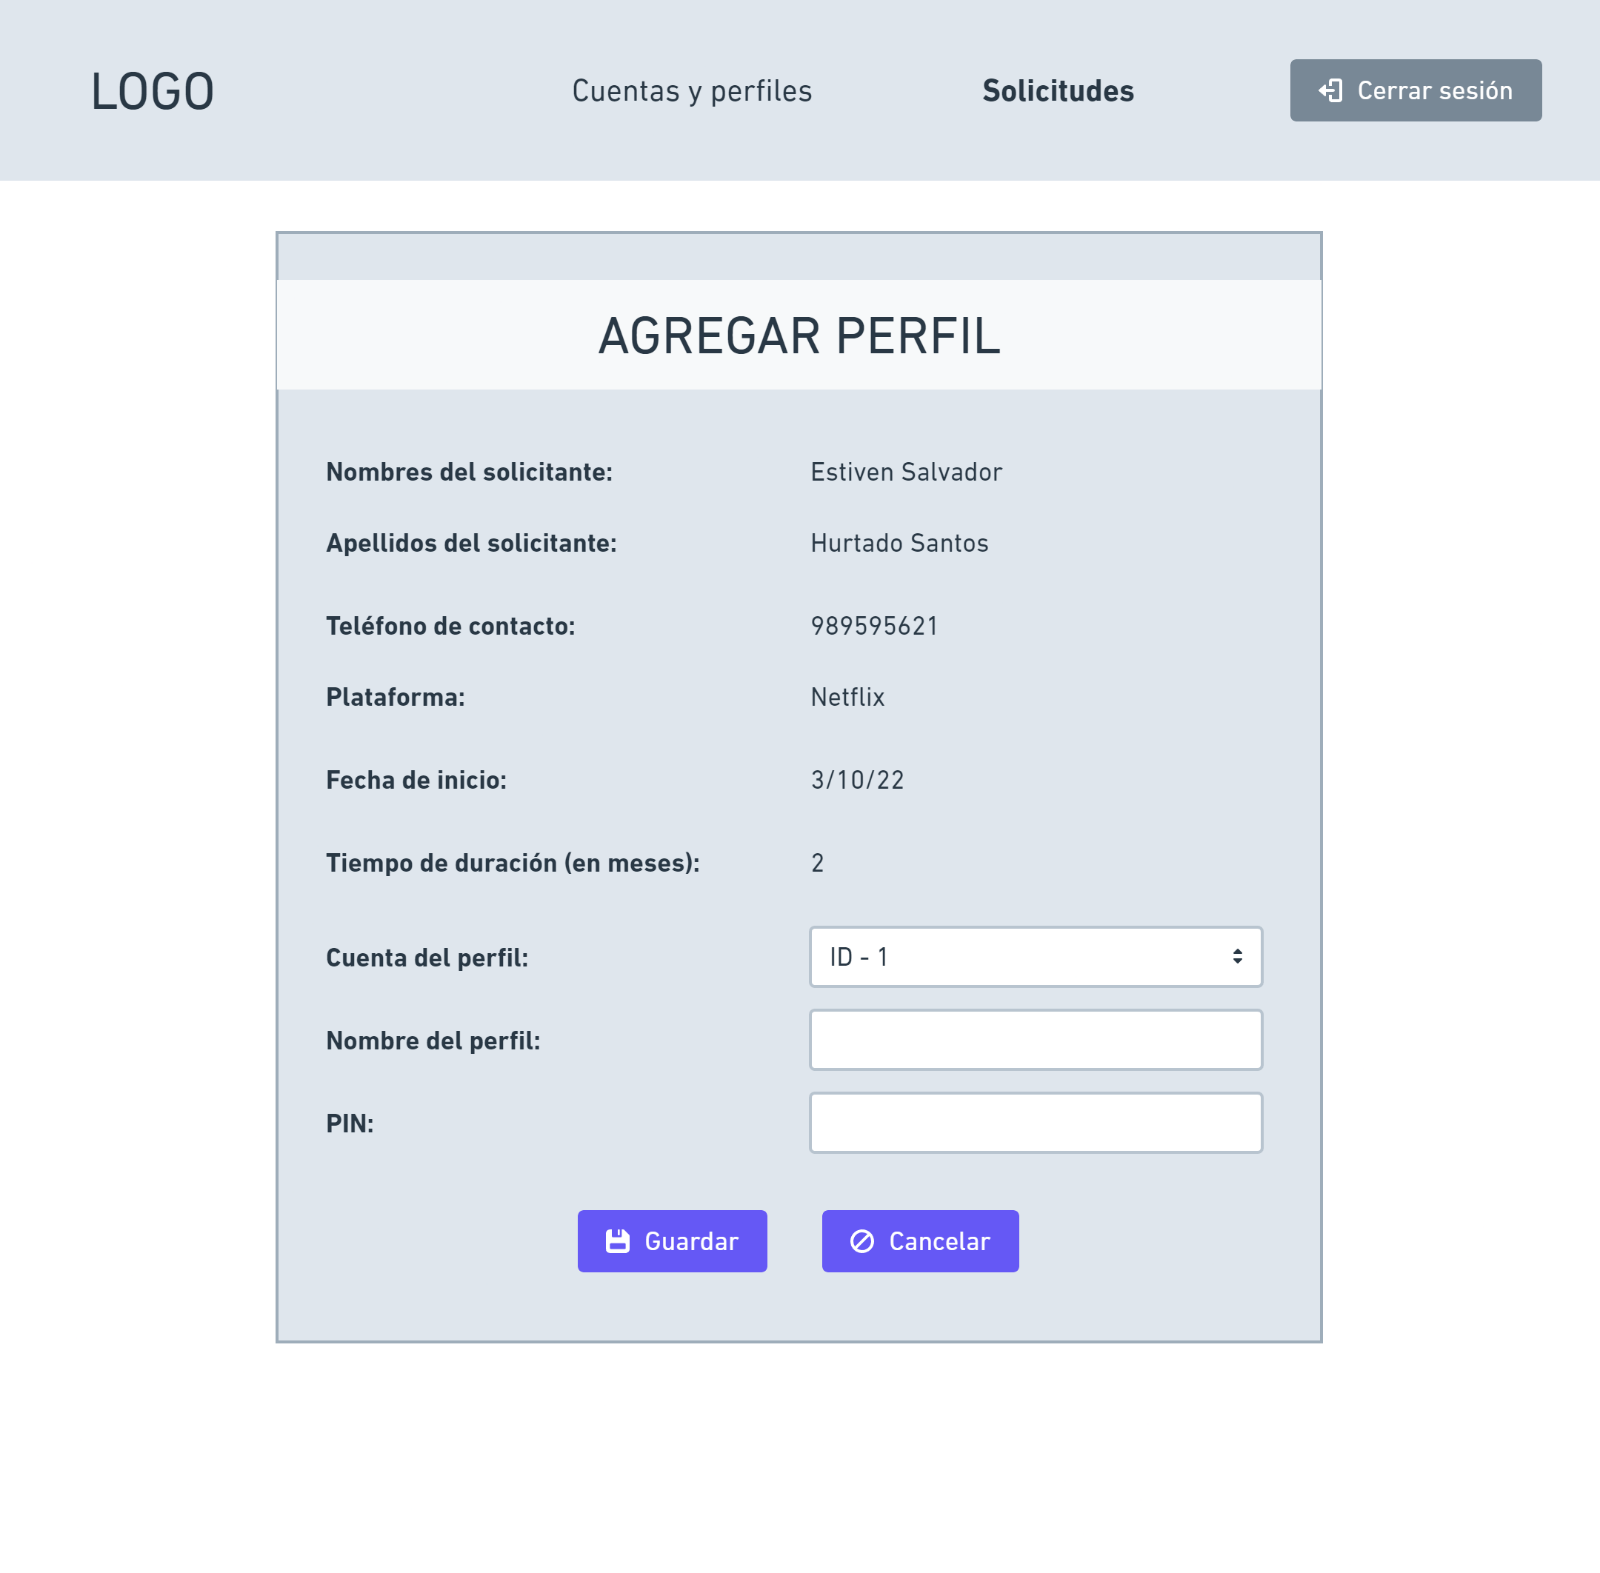 LOGO
Cuentas y perfiles
Solicitudes
Cerrar sesión
AGREGAR PERFIL
Nombres del solicitante: Estiven Salvador
Apellidos del solicitante: Hurtado Santos
Teléfono de contacto: 989595621
Plataforma: Netflix
Fecha de inicio: 3/10/22
Tiempo de duración (en meses): 2
Cuenta del perfil: ID - 1
Nombre del perfil:
PIN:
Guardar
Cancelar